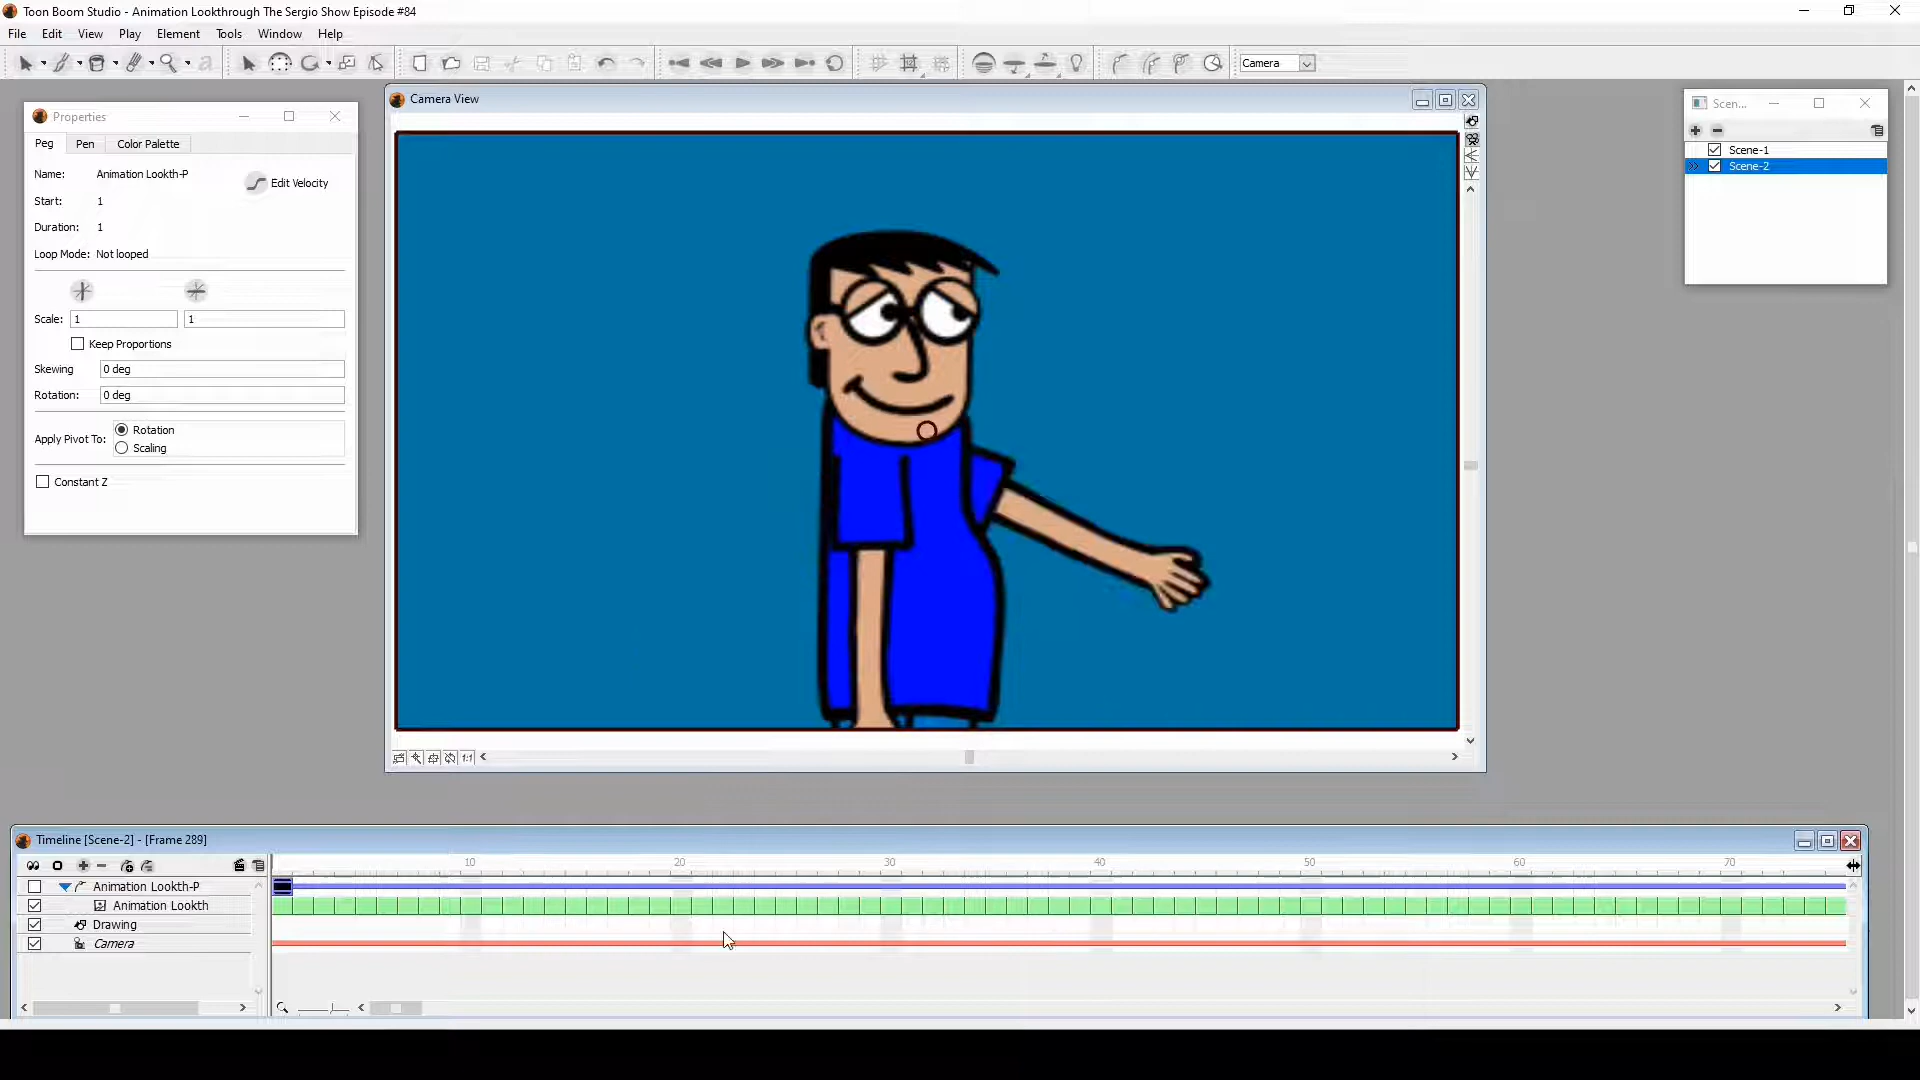 Toon Boom Studio - Animation Lookthrough The Sergio Show Episode #84
File Edit View Play Element Tools Window Help
Camera
Properties
Peg Pen Color Palette
Name: Animation Lookth-P
Edit Velocity
Start: 1
Duration: 1
Loop Mode: Not looped
Scale: 1 1
Keep Proportions
Skewing 0 deg
Rotation: 0 deg
Apply Pivot To: Rotation
Scaling
Constant Z
Camera View
1:1
Scen...
Scene-1
Scene-2
Timeline [Scene-2] - [Frame 289]
10 20 30 40 50 60 70
Animation Lookth-P
Animation Lookth
Drawing
Camera